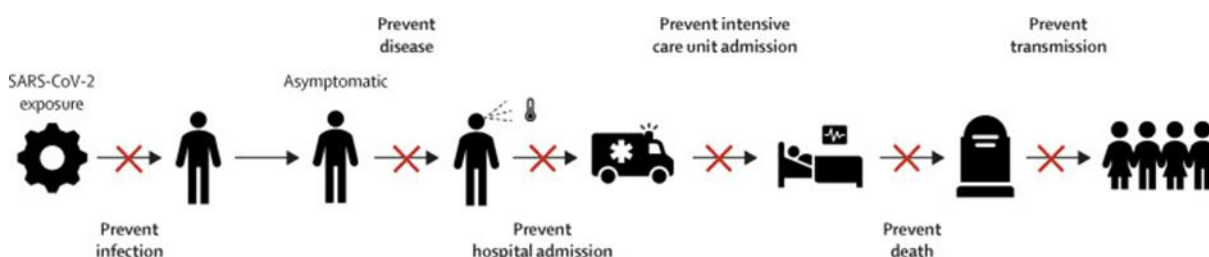 SARS-CoV-2
exposure
Prevent
infection
Asymptomatic
Prevent
disease
Prevent
hospital admission
Prevent intensive
care unit admission
Prevent
death
Prevent
transmission